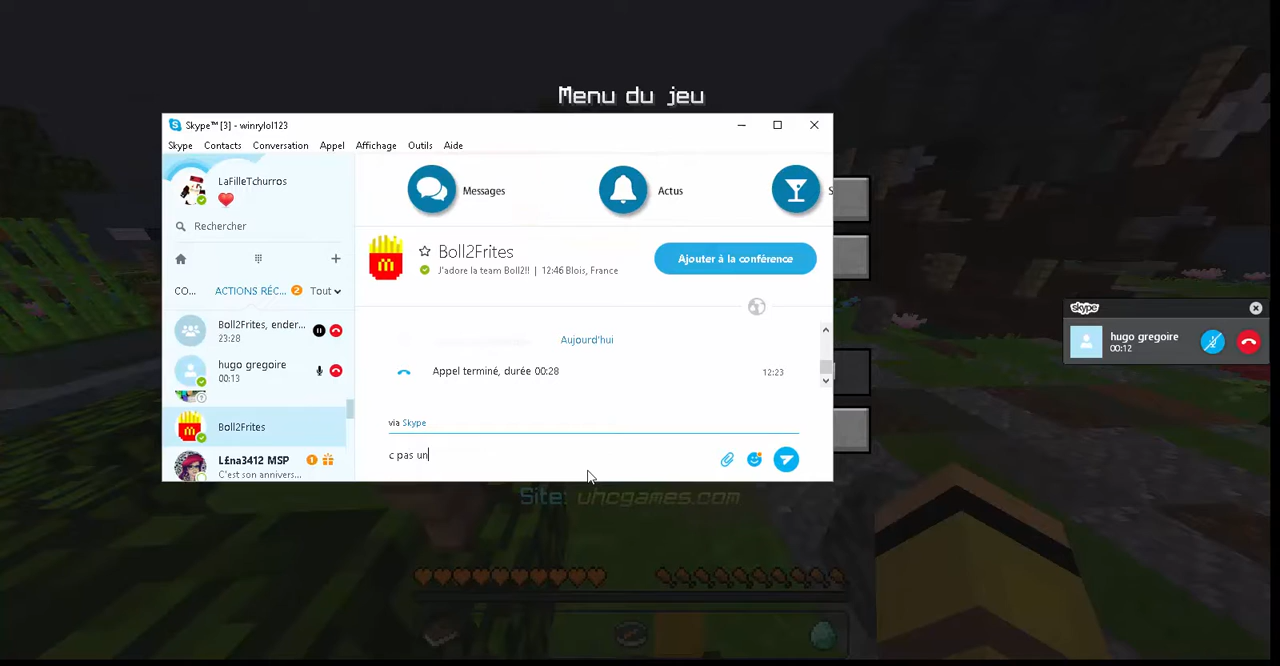 Menu du jeu
Skype™ [3] - winrylol123
Skype Contacts Conversation Appel Affichage Outils Aide
LaFilleTchurros
Messages
Actus
S
Rechercher
Boll2Frites
J'adore la team Boll2!! | 12:46 Blois, France
Ajouter à la conférence
CO... ACTIONS RÉC... 2 Tout
Boll2Frites, ender...
23:28
hugo gregoire
00:13
Boll2Frites
L£na3412 MSP 1
C'est son annivers...
Aujourd'hui
Appel terminé, durée 00:28 12:23
via Skype
c pas un
skype
hugo gregoire
00:12
Site: uhcgames.com